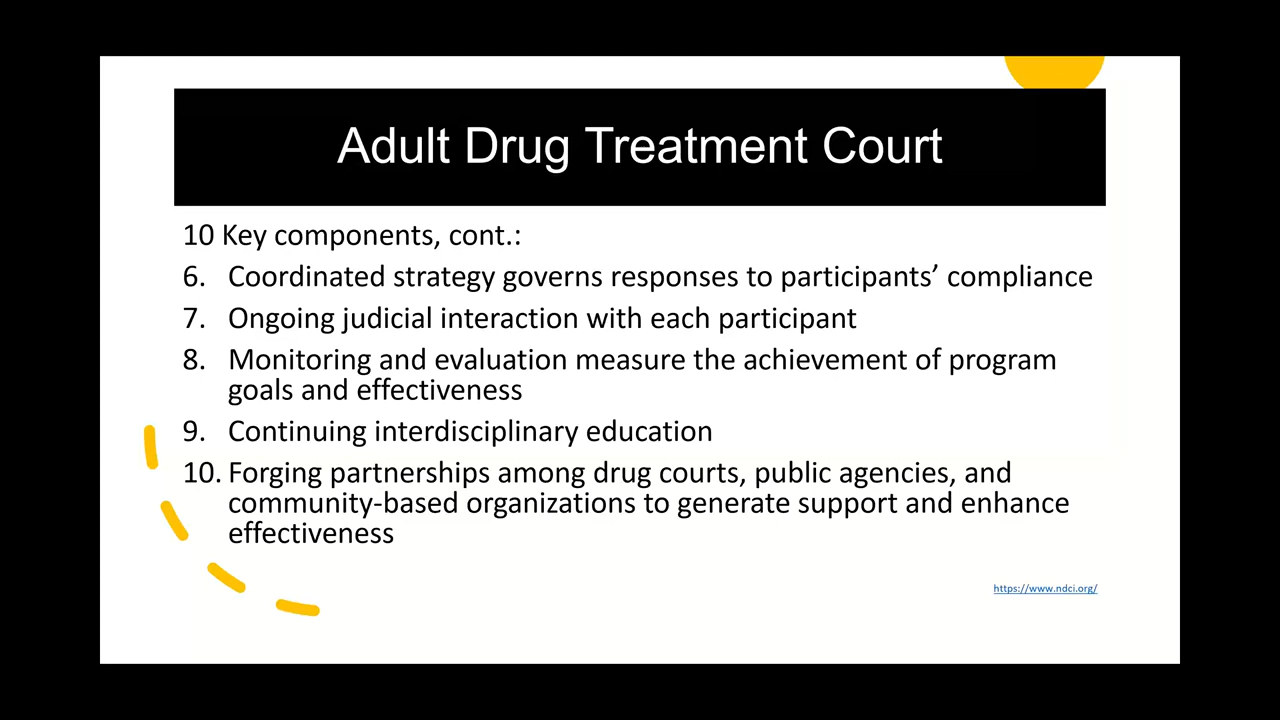 Adult Drug Treatment Court
10 Key components, cont.:
6. Coordinated strategy governs responses to participants’ compliance
7. Ongoing judicial interaction with each participant
8. Monitoring and evaluation measure the achievement of program
goals and effectiveness
9. Continuing interdisciplinary education
10. Forging partnerships among drug courts, public agencies, and
community-based organizations to generate support and enhance
effectiveness
https://www.ndci.org/